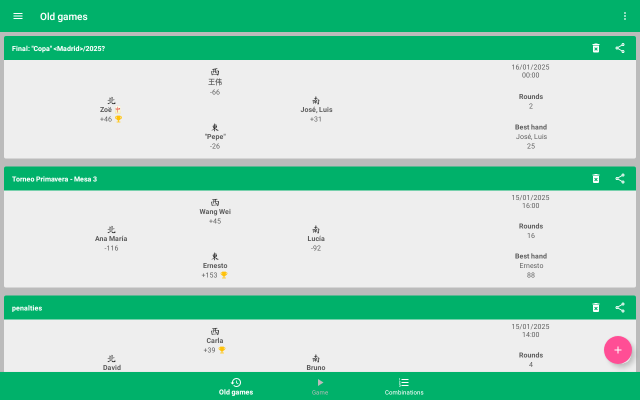 Old games
Final: "Copa" <Madrid>/2025?
西
王伟
-66
北
Zoë
+46
南
José, Luis
+31
東
"Pepe"
-26
16/01/2025
00:00
Rounds
2
Best hand
José, Luis
25
Torneo Primavera - Mesa 3
西
Wang Wei
+45
北
Ana María
-116
南
Lucía
-92
東
Ernesto
+153
15/01/2025
16:00
Rounds
16
Best hand
Ernesto
88
penalties
西
Carla
+39
北
David
南
Bruno
15/01/2025
14:00
Rounds
4
Old games
Game
Combinations